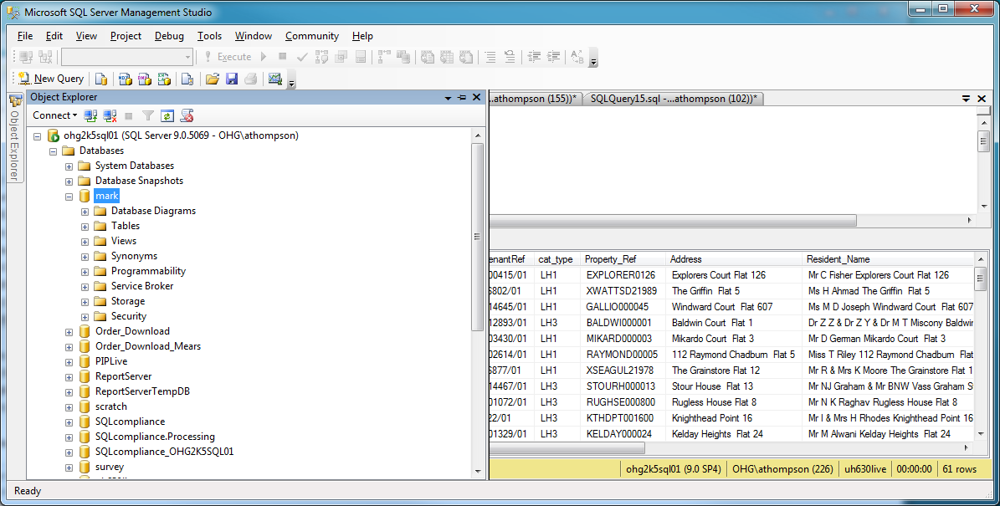 Microsoft SQL Server Management Studio
File Edit View Project Debug Tools Window Community Help
Execute
New Query
Object Explorer
Object Explorer
...athompson (155))* SQLQuery15.sql -...athompson (102))*
Connect
ohg2k5sql01 (SQL Server 9.0.5069 - OHG\athompson)
Databases
System Databases
Database Snapshots
mark
Database Diagrams
Tables
Views
Synonyms
Programmability
Service Broker
Storage
Security
Order_Download
Order_Download_Mears
PIPLive
ReportServer
ReportServerTempDB
scratch
SQLcompliance
SQLcompliance.Processing
SQLcompliance_OHG2K5SQL01
survey
enantRef cat_type Property_Ref Address Resident_Name
00415/01 LH1 EXPLORER0126 Explorers Court Flat 126 Mr C Fisher Explorers Court Flat 126
6802/01 LH1 XWATTSD21989 The Griffin Flat 5 Ms H Ahmad The Griffin Flat 5
14645/01 LH1 GALLIO000045 Windward Court Flat 607 Ms M D Joseph Windward Court Flat 607
12893/01 LH3 BALDWI000001 Baldwin Court Flat 1 Dr Z Z & Dr Z Y & Dr M T Miscony Baldwin
03430/01 LH1 MIKARD000003 Mikardo Court Flat 3 Mr D German Mikardo Court Flat 3
02614/01 LH1 RAYMOND00005 112 Raymond Chadburn Flat 5 Miss T Riley 112 Raymond Chadburn Flat
6877/01 LH1 XSEAGUL21978 The Grainstore Flat 12 Mr R & Mrs K Moore The Grainstore Flat 1
14467/01 LH3 STOURH000013 Stour House Flat 13 Mr NJ Graham & Mr BNW Vass Graham S
01072/01 LH3 RUGHSE000800 Rugless House Flat 8 Mr N K Raghav Rugless House Flat 8
22/01 LH3 KTHDPT001600 Knighthead Point 16 Mr I & Mrs H Rhodes Knighthead Point 16
01329/01 LH3 KELDAY000024 Kelday Heights Flat 24 Mr M Alwani Kelday Heights Flat 24
ohg2k5sql01 (9.0 SP4) OHG\athompson (226) uh630live 00:00:00 61 rows
Ready